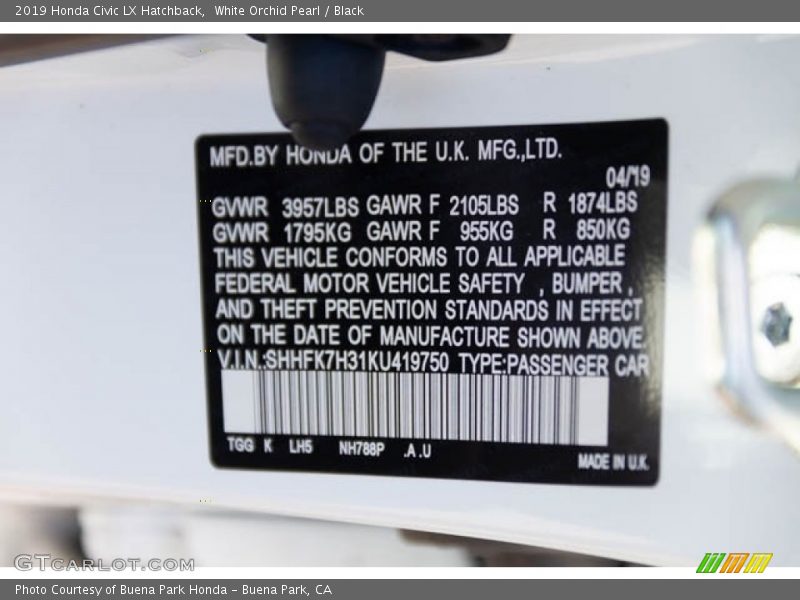 2019 Honda Civic LX Hatchback, White Orchid Pearl / Black
MFD.BY HONDA OF THE U.K. MFG.,LTD.
04/19
GVWR 3957LBS GAWR F 2105LBS R 1874LBS
GVWR 1795KG GAWR F 955KG R 850KG
THIS VEHICLE CONFORMS TO ALL APPLICABLE
FEDERAL MOTOR VEHICLE SAFETY , BUMPER ,
AND THEFT PREVENTION STANDARDS IN EFFECT
ON THE DATE OF MANUFACTURE SHOWN ABOVE.
V.I.N.:SHHFK7H31KU419750 TYPE:PASSENGER CAR
TGG K LH5 NH788P .A.U
MADE IN U.K.
GTCARLOT.COM
Photo Courtesy of Buena Park Honda - Buena Park, CA